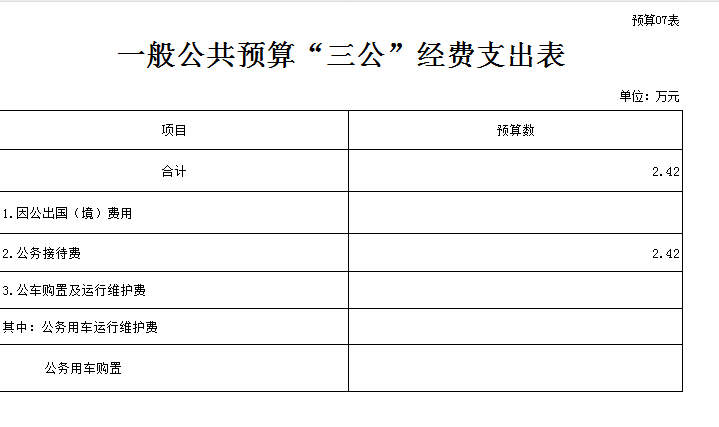 预算07表
一般公共预算“三公”经费支出表
单位：万元
项目 预算数
合计 2.42
1.因公出国（境）费用
2.公务接待费 2.42
3.公车购置及运行维护费
其中：公务用车运行维护费
公务用车购置